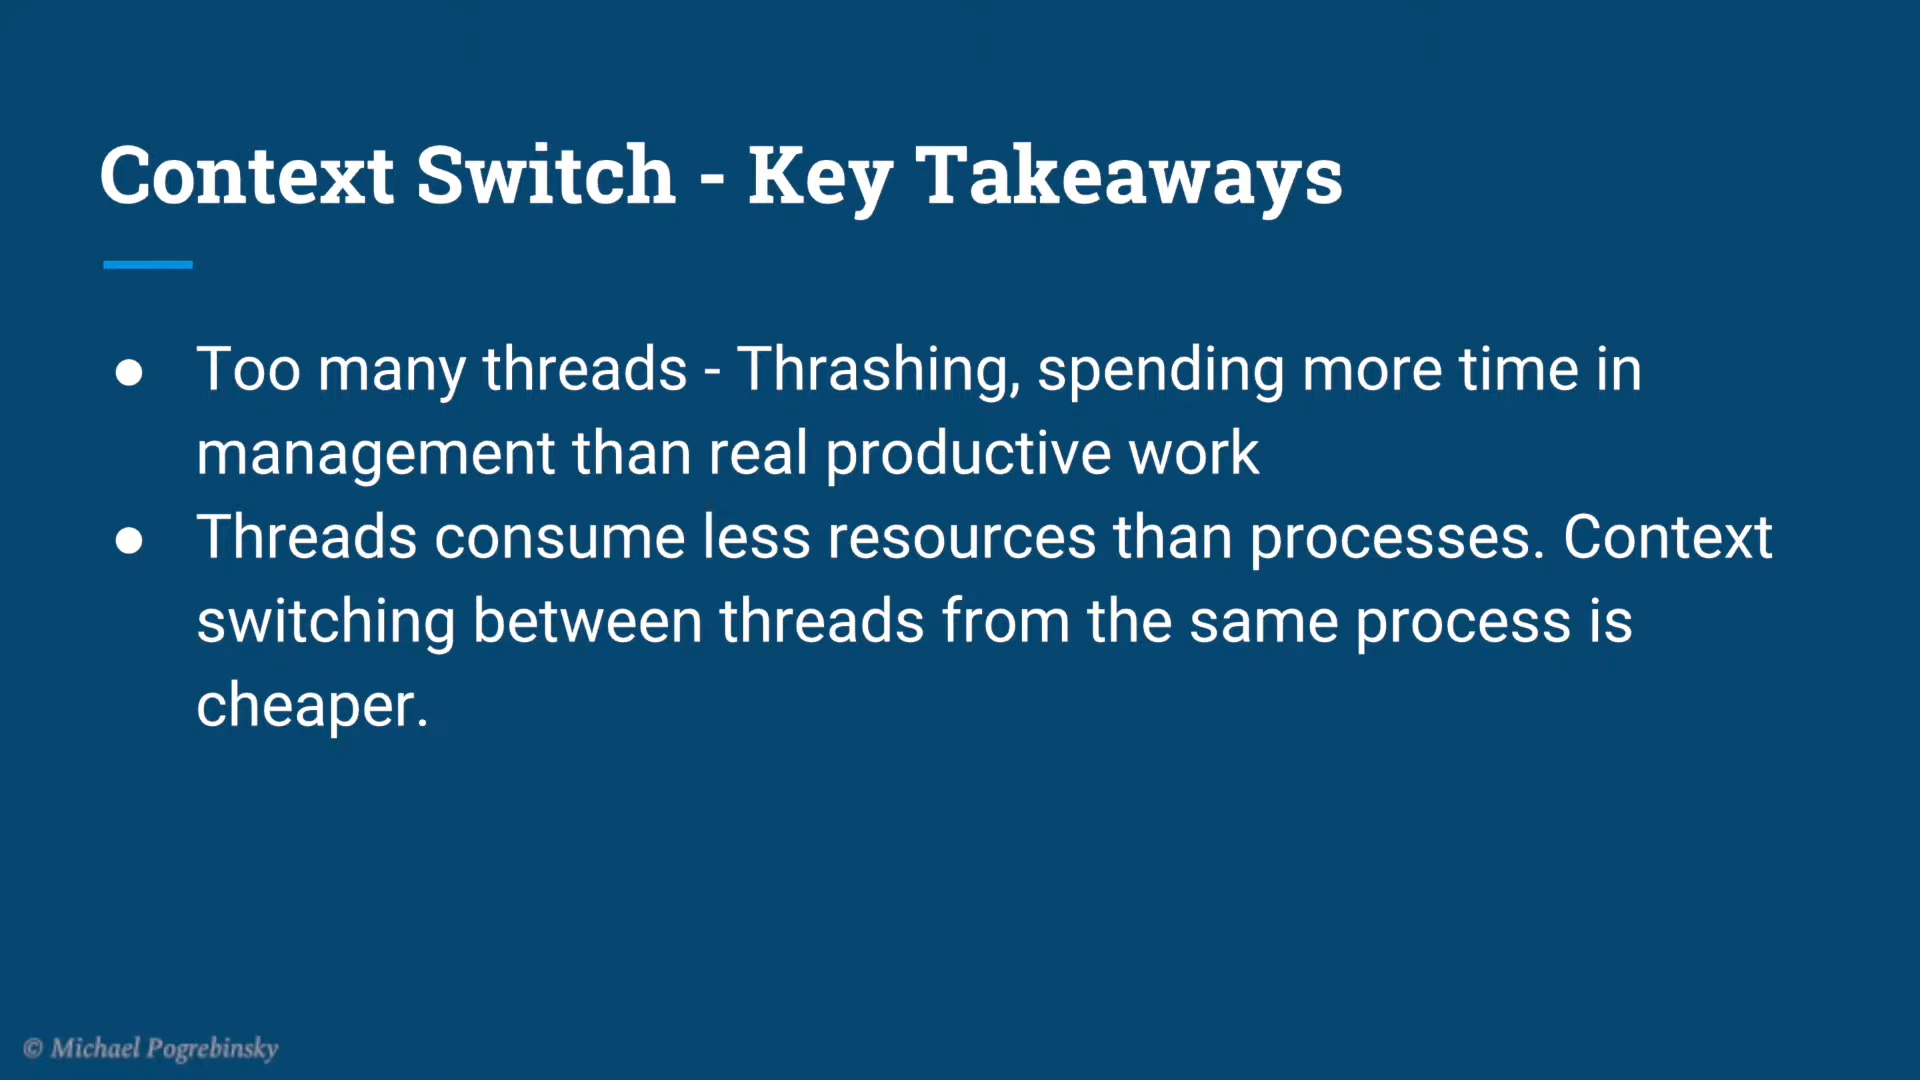 Context Switch - Key Takeaways
● Too many threads - Thrashing, spending more time in
management than real productive work
● Threads consume less resources than processes. Context
switching between threads from the same process is
cheaper.
© Michael Pogrebinsky